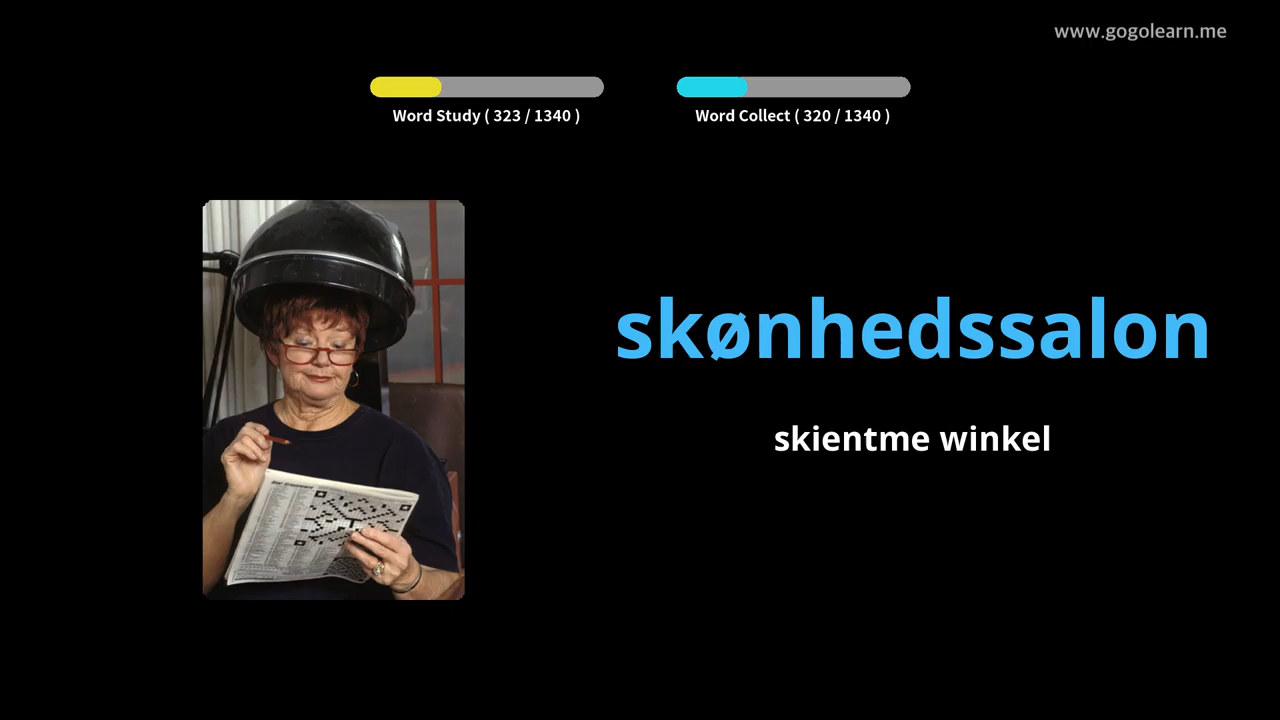 www.gogolearn.me
Word Study ( 323 / 1340 )
Word Collect ( 320 / 1340 )
skønhedssalon
skientme winkel